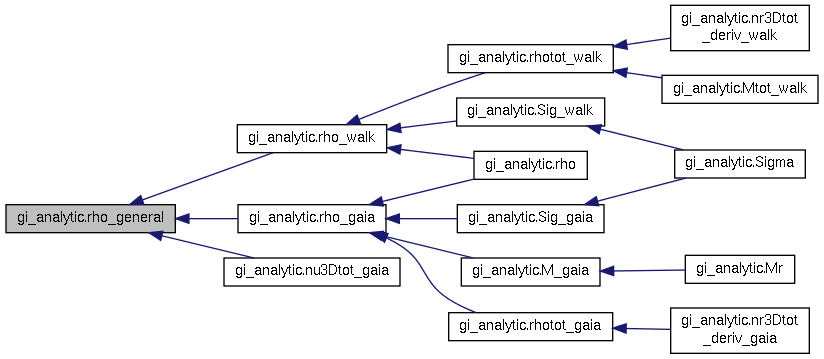 gi_analytic.nr3Dtot
_deriv_walk
gi_analytic.rhotot_walk
gi_analytic.Mtot_walk
gi_analytic.Sig_walk
gi_analytic.rho_walk
gi_analytic.rho
gi_analytic.Sigma
gi_analytic.rho_general
gi_analytic.rho_gaia
gi_analytic.Sig_gaia
gi_analytic.nu3Dtot_gaia
gi_analytic.M_gaia
gi_analytic.Mr
gi_analytic.rhotot_gaia
gi_analytic.nr3Dtot
_deriv_gaia